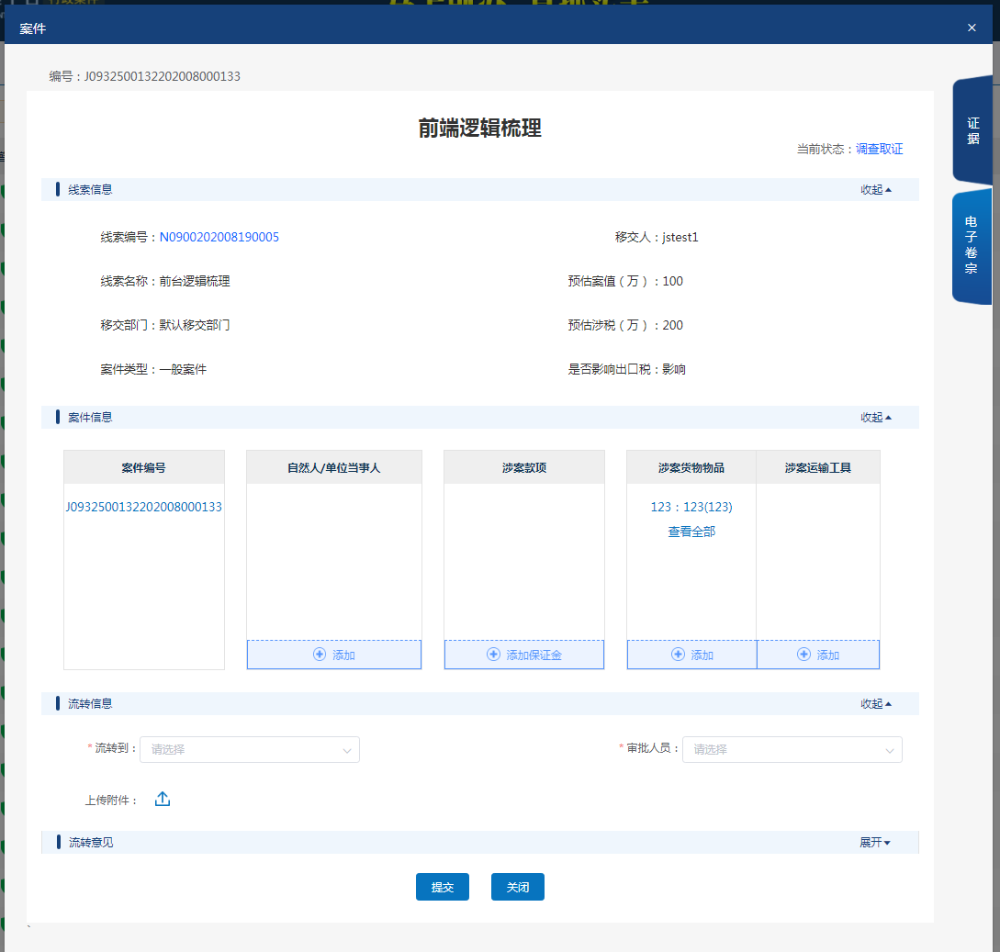 案件
编号：J0932500132202008000133
前端逻辑梳理
当前状态：调查取证
证据
电子卷宗
线索信息 收起
线索编号：N0900202008190005 移交人：jstest1
线索名称：前台逻辑梳理 预估案值（万）：100
移交部门：默认移交部门 预估涉税（万）：200
案件类型：一般案件 是否影响出口税：影响
案件信息 收起
案件编号 自然人/单位当事人 涉案款项 涉案货物物品 涉案运输工具
J0932500132202008000133 123：123(123)
查看全部
添加 添加保证金 添加 添加
流转信息 收起
*流转到： 请选择 *审批人员： 请选择
上传附件：
流转意见 展开
提交 关闭
`